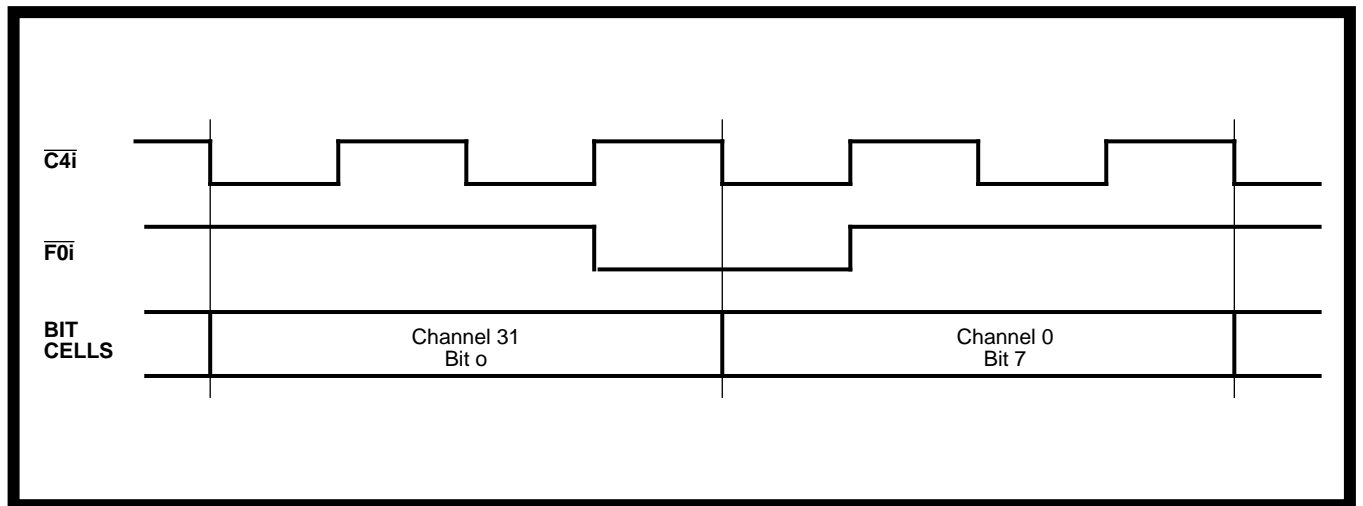 C4i
F0i
BIT
CELLS
Channel 31
Bit o
Channel 0
Bit 7